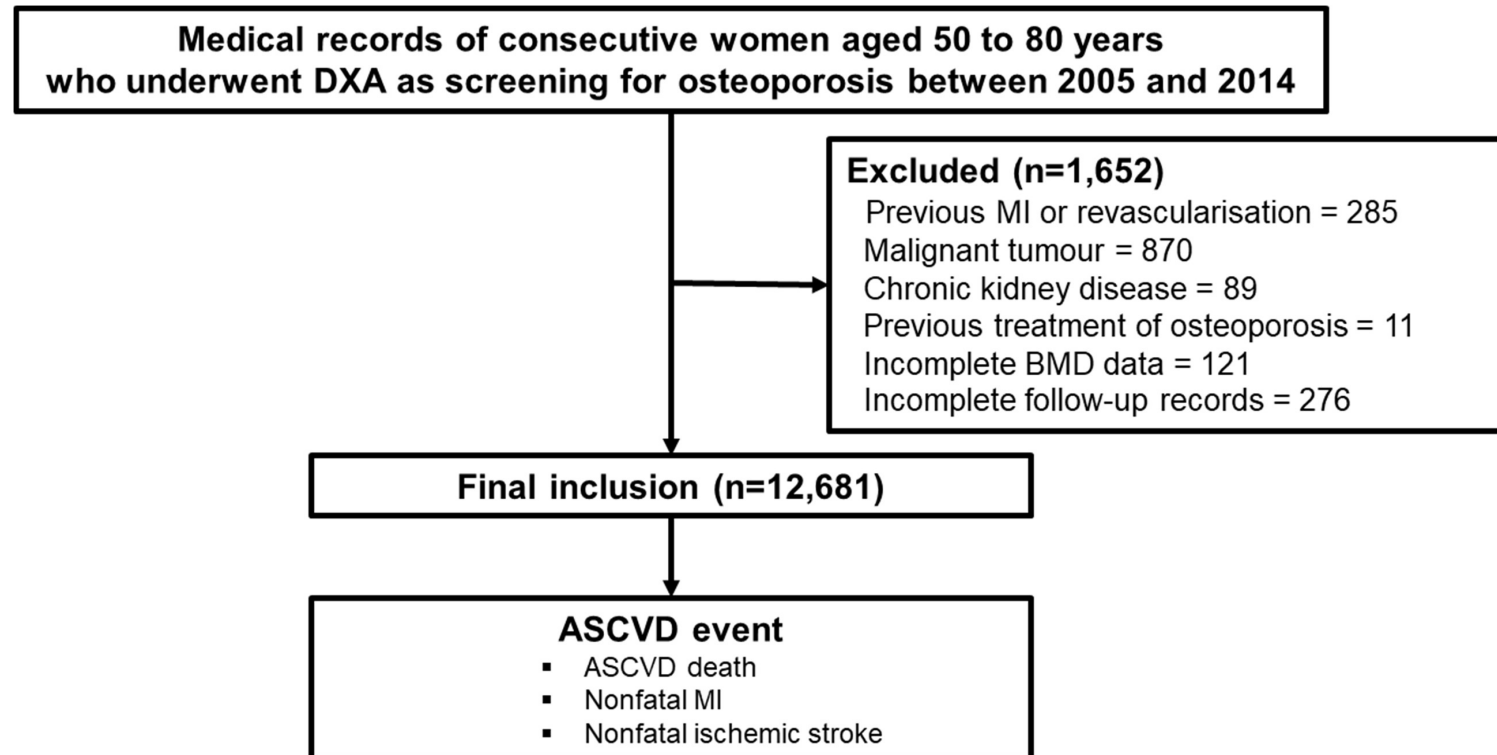 Medical records of consecutive women aged 50 to 80 years
who underwent DXA as screening for osteoporosis between 2005 and 2014
Excluded (n=1,652)
Previous MI or revascularisation = 285
Malignant tumour = 870
Chronic kidney disease = 89
Previous treatment of osteoporosis = 11
Incomplete BMD data = 121
Incomplete follow-up records = 276
Final inclusion (n=12,681)
ASCVD event
▪ ASCVD death
▪ Nonfatal MI
▪ Nonfatal ischemic stroke